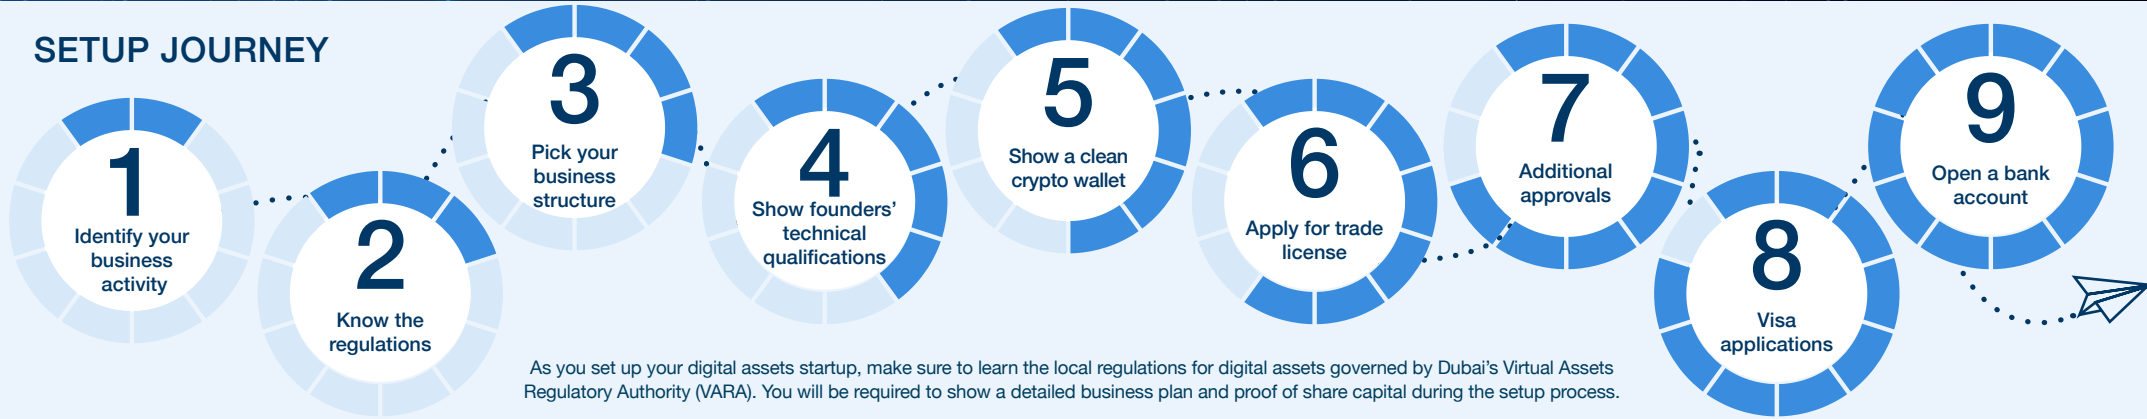 SETUP JOURNEY
1
Identify your
business
activity
2
Know the
regulations
3
Pick your
business
structure
4
Show founders’
technical
qualifications
5
Show a clean
crypto wallet
6
Apply for trade
license
7
Additional
approvals
8
Visa
applications
9
Open a bank
account
As you set up your digital assets startup, make sure to learn the local regulations for digital assets governed by Dubai’s Virtual Assets
Regulatory Authority (VARA). You will be required to show a detailed business plan and proof of share capital during the setup process.